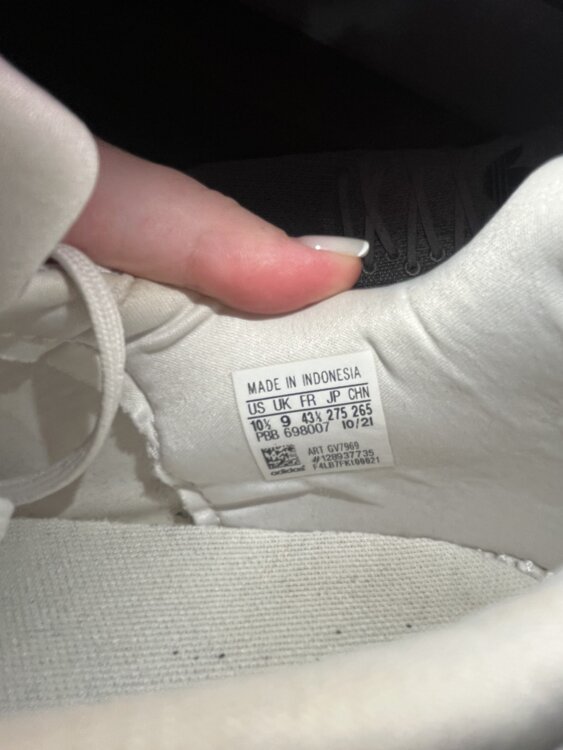 MADE IN INDONESIA
US UK FR JP CHN
10½ 9 43⅓ 275 265
PBB 698007 10/21
ART GV7969
#128937735
adidas